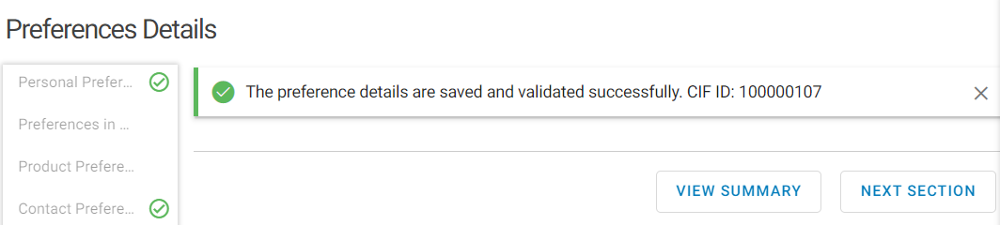 Preferences Details
Personal Prefer...
The preference details are saved and validated successfully. CIF ID: 100000107
Preferences in ...
Product Prefere...
Contact Prefere...
VIEW SUMMARY
NEXT SECTION